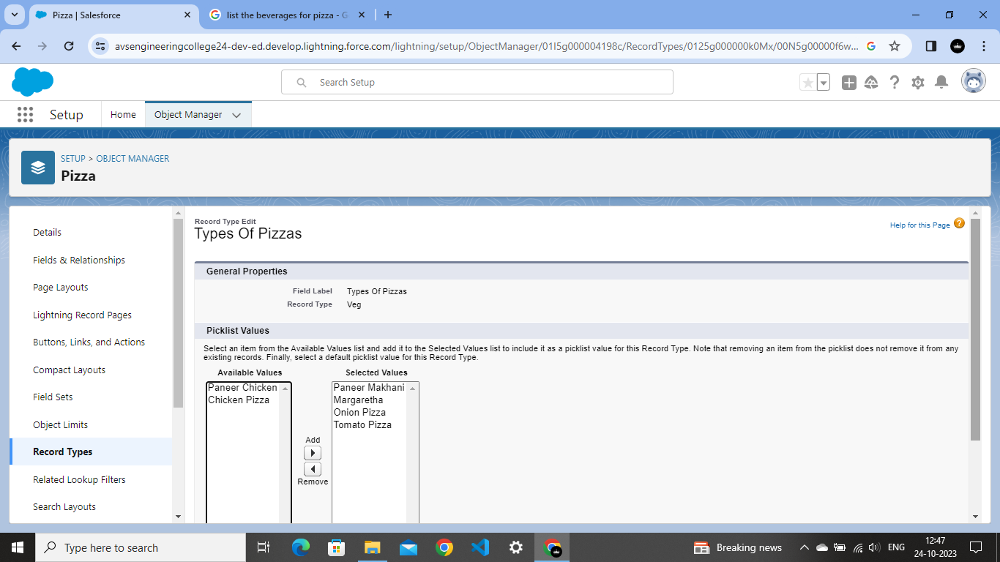 Pizza | Salesforce
list the beverages for pizza - G
avsengineeringcollege24-dev-ed.develop.lightning.force.com/lightning/setup/ObjectManager/01I5g000004198c/RecordTypes/0125g000000k0Mx/00N5g00000f6w...
Search Setup
Setup
Home
Object Manager
SETUP > OBJECT MANAGER
Pizza
Details
Fields & Relationships
Page Layouts
Lightning Record Pages
Buttons, Links, and Actions
Compact Layouts
Field Sets
Object Limits
Record Types
Related Lookup Filters
Search Layouts
Record Type Edit
Types Of Pizzas
Help for this Page
General Properties
Field Label Types Of Pizzas
Record Type Veg
Picklist Values
Select an item from the Available Values list and add it to the Selected Values list to include it as a picklist value for this Record Type. Note that removing an item from the picklist does not remove it from any
existing records. Finally, select a default picklist value for this Record Type.
Available Values
Paneer Chicken
Chicken Pizza
Add
Remove
Selected Values
Paneer Makhani
Margaretha
Onion Pizza
Tomato Pizza
Type here to search
Breaking news
ENG
12:47
24-10-2023